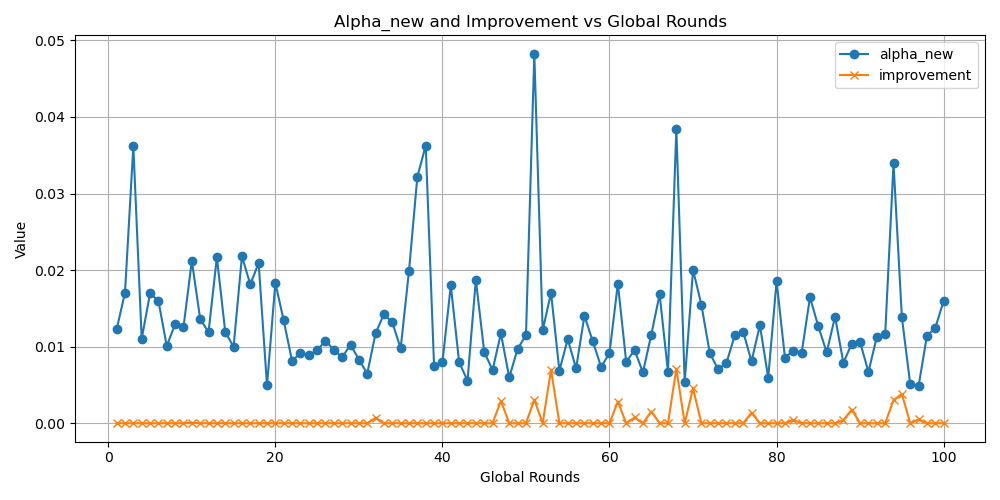 Alpha_new and Improvement vs Global Rounds
alpha_new
improvement
Value
0.05
0.04
0.03
0.02
0.01
0.00
0 20 40 60 80 100
Global Rounds